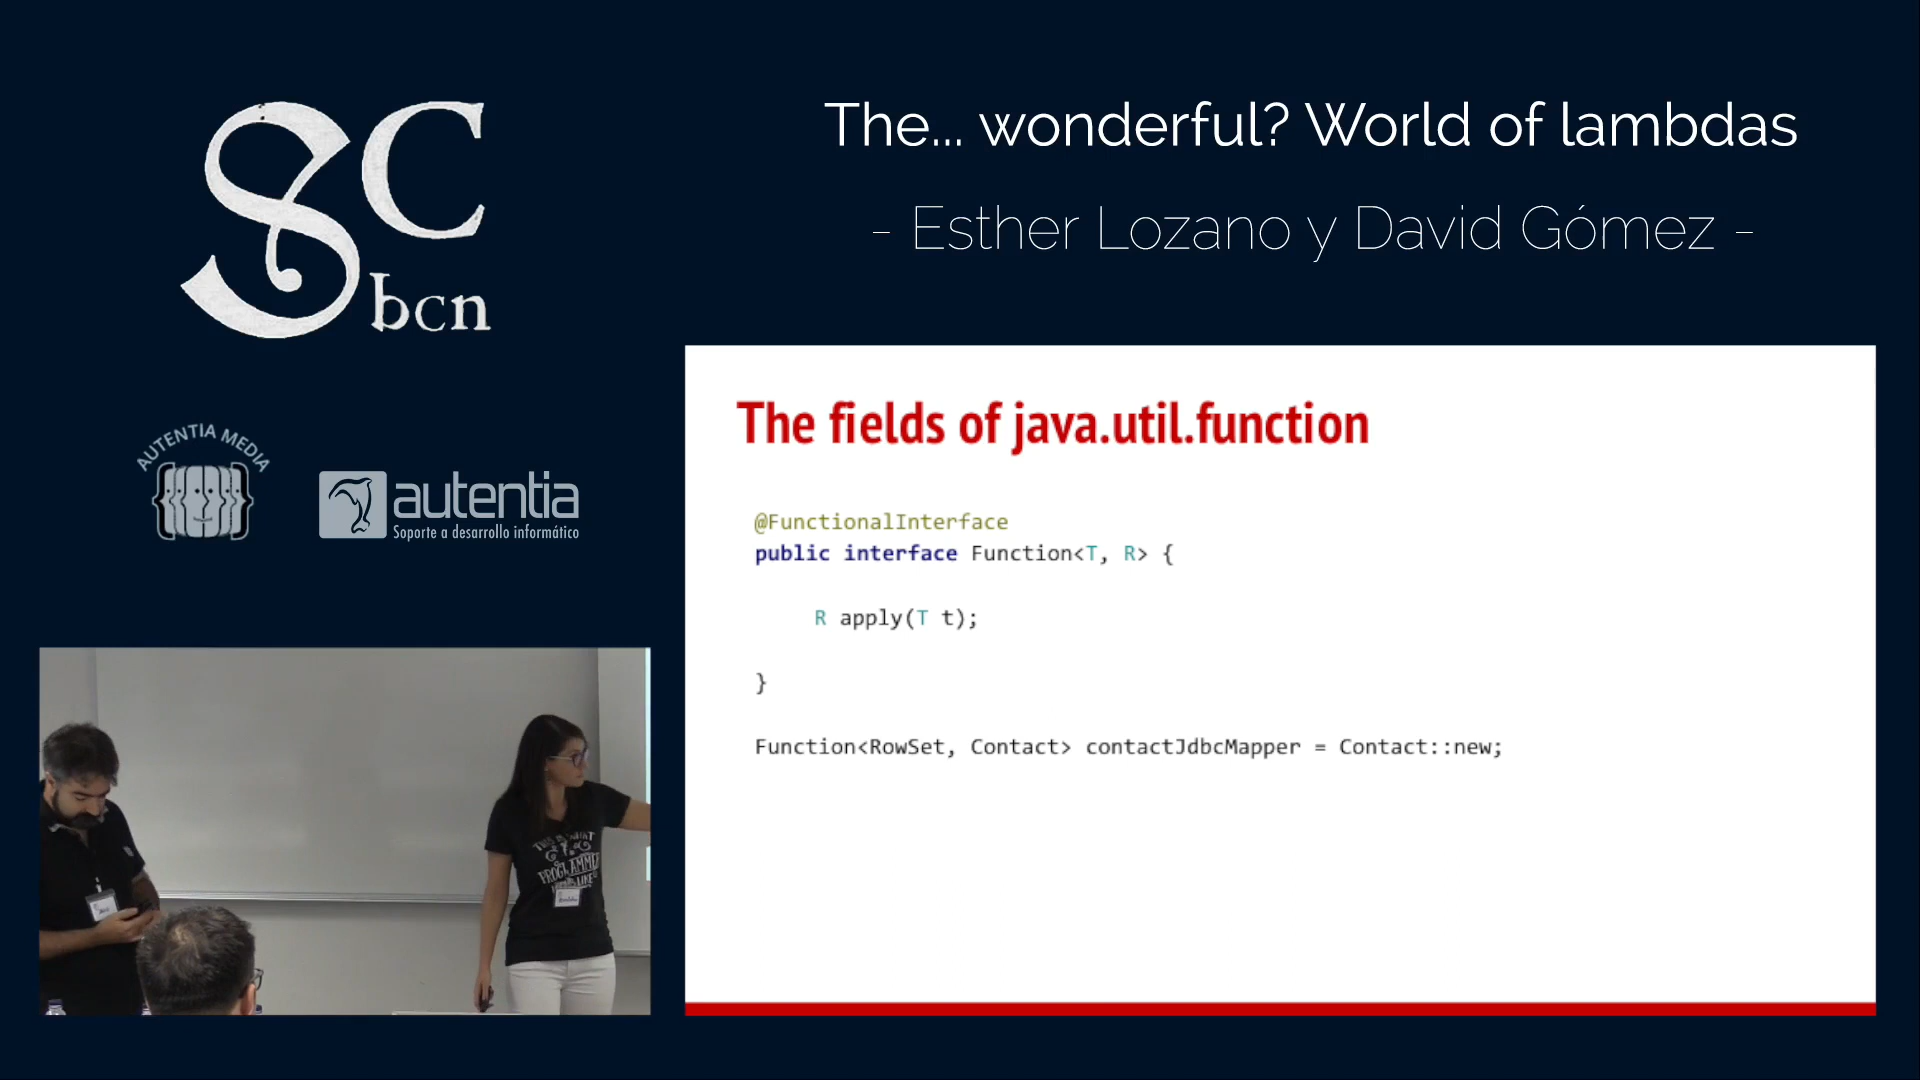 SC
bcn
The... wonderful? World of lambdas
- Esther Lozano y David Gómez -
AUTENTIA MEDIA
autentia
Soporte a desarrollo informático
The fields of java.util.function
@FunctionalInterface
public interface Function<T, R> {
R apply(T t);
}
Function<RowSet, Contact> contactJdbcMapper = Contact::new;
PROGRAMMER